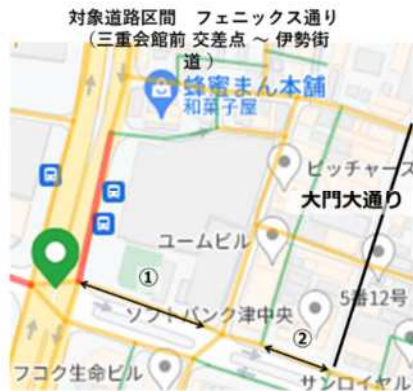 対象道路区間　フェニックス通り
（三重会館前 交差点 ～ 伊勢街
道）
蜂蜜まん本舗
和菓子屋
ピッチャーズ
大門大通り
ユームビル
①
ソフトバンク津中央
5番12号
②
フコク生命ビル
サンロイヤル